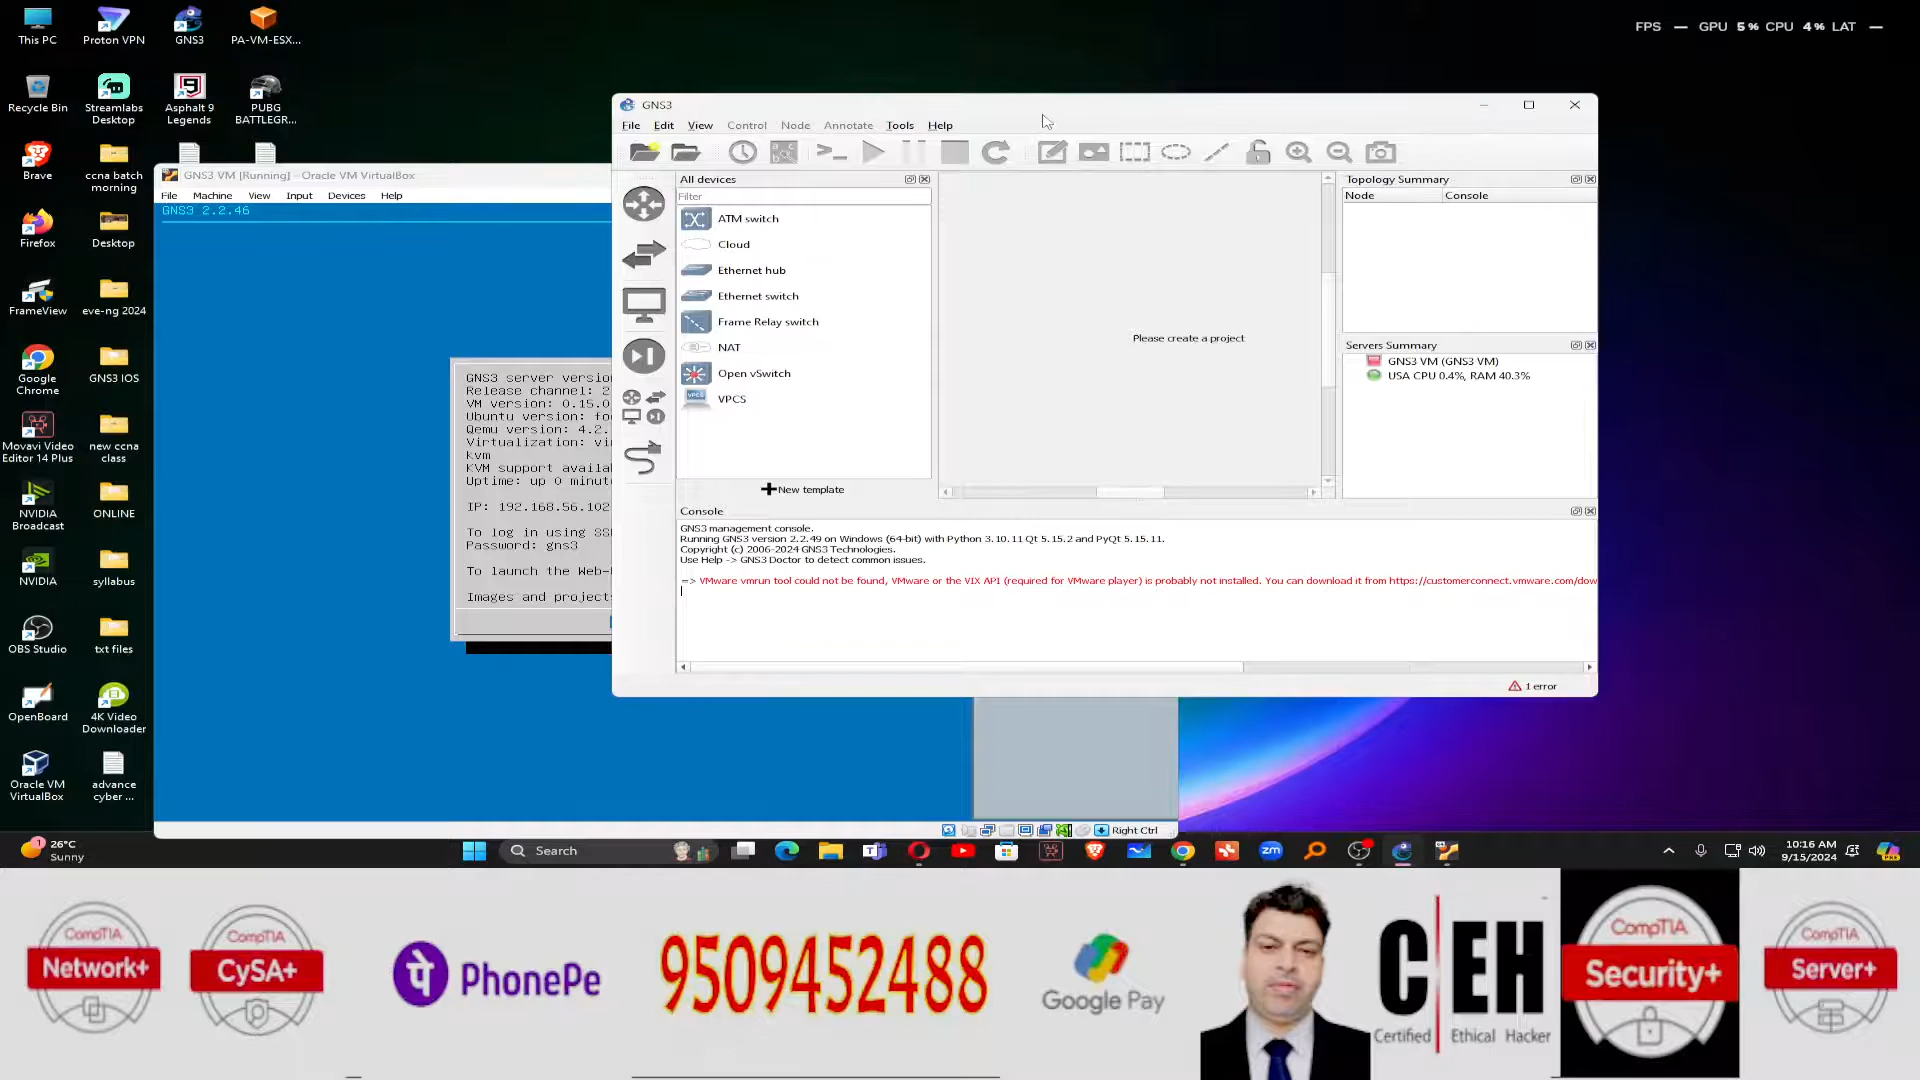 This PC
Proton VPN
GNS3
PA-VM-ESX...
FPS — GPU 5 % CPU 4 % LAT —
Recycle Bin
Streamlabs Desktop
Asphalt 9 Legends
PUBG BATTLEGR...
Brave
ccna batch morning
Firefox
Desktop
FrameView
eve-ng 2024
Google Chrome
GNS3 IOS
Movavi Video Editor 14 Plus
new ccna class
NVIDIA Broadcast
ONLINE
NVIDIA
syllabus
OBS Studio
txt files
OpenBoard
4K Video Downloader
Oracle VM VirtualBox
advance cyber ...
GNS3 VM [Running] - Oracle VM VirtualBox
File Machine View Input Devices Help
GNS3 2.2.46
GNS3 server versio
Release channel: 2
VM version: 0.15.0
Ubuntu version: fo
Qemu version: 4.2.
Virtualization: vi
Kvm
KVM support availa
Uptime: up 0 minut
IP: 192.168.56.102
To log in using SS
Password: gns3
To launch the Web-
Images and project
Right Ctrl
GNS3
File Edit View Control Node Annotate Tools Help
All devices
Filter
ATM switch
Cloud
Ethernet hub
Ethernet switch
Frame Relay switch
NAT
Open vSwitch
VPCS
New template
Please create a project
Topology Summary
Node Console
Servers Summary
GNS3 VM (GNS3 VM)
USA CPU 0.4%, RAM 40.3%
Console
GNS3 management console.
Running GNS3 version 2.2.49 on Windows (64-bit) with Python 3.10.11 Qt 5.15.2 and PyQt 5.15.11.
Copyright (c) 2006-2024 GNS3 Technologies.
Use Help -> GNS3 Doctor to detect common issues.
=> VMware vmrun tool could not be found, VMware or the VIX API (required for VMware player) is probably not installed. You can download it from https://customerconnect.vmware.com/dow
1 error
26°C
Sunny
Search
10:16 AM
9/15/2024
CompTIA
Network+
CompTIA
CySA+
PhonePe
9509452488
Google Pay
C EH
Certified Ethical Hacker
CompTIA
Security+
CompTIA
Server+